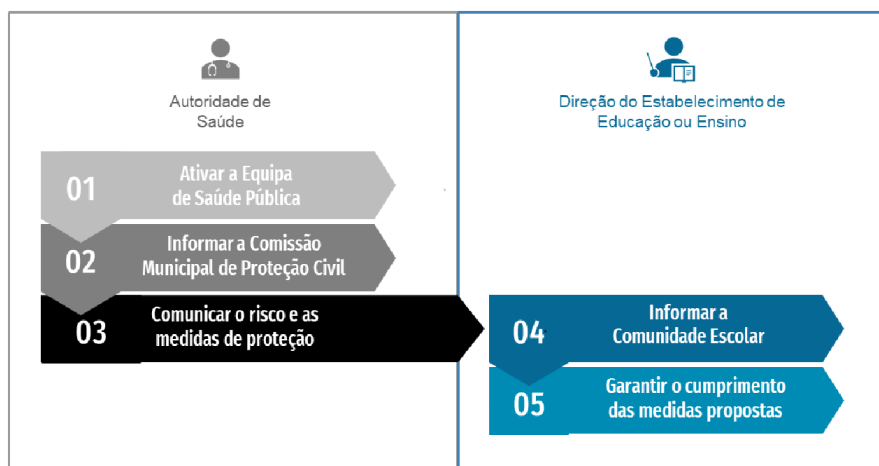 Autoridade de
Saúde
Direção do Estabelecimento de
Educação ou Ensino
01
Ativar a Equipa
de Saúde Pública
02
Informar a Comissão
Municipal de Proteção Civil
03
Comunicar o risco e as
medidas de proteção
04
Informar a
Comunidade Escolar
05
Garantir o cumprimento
das medidas propostas